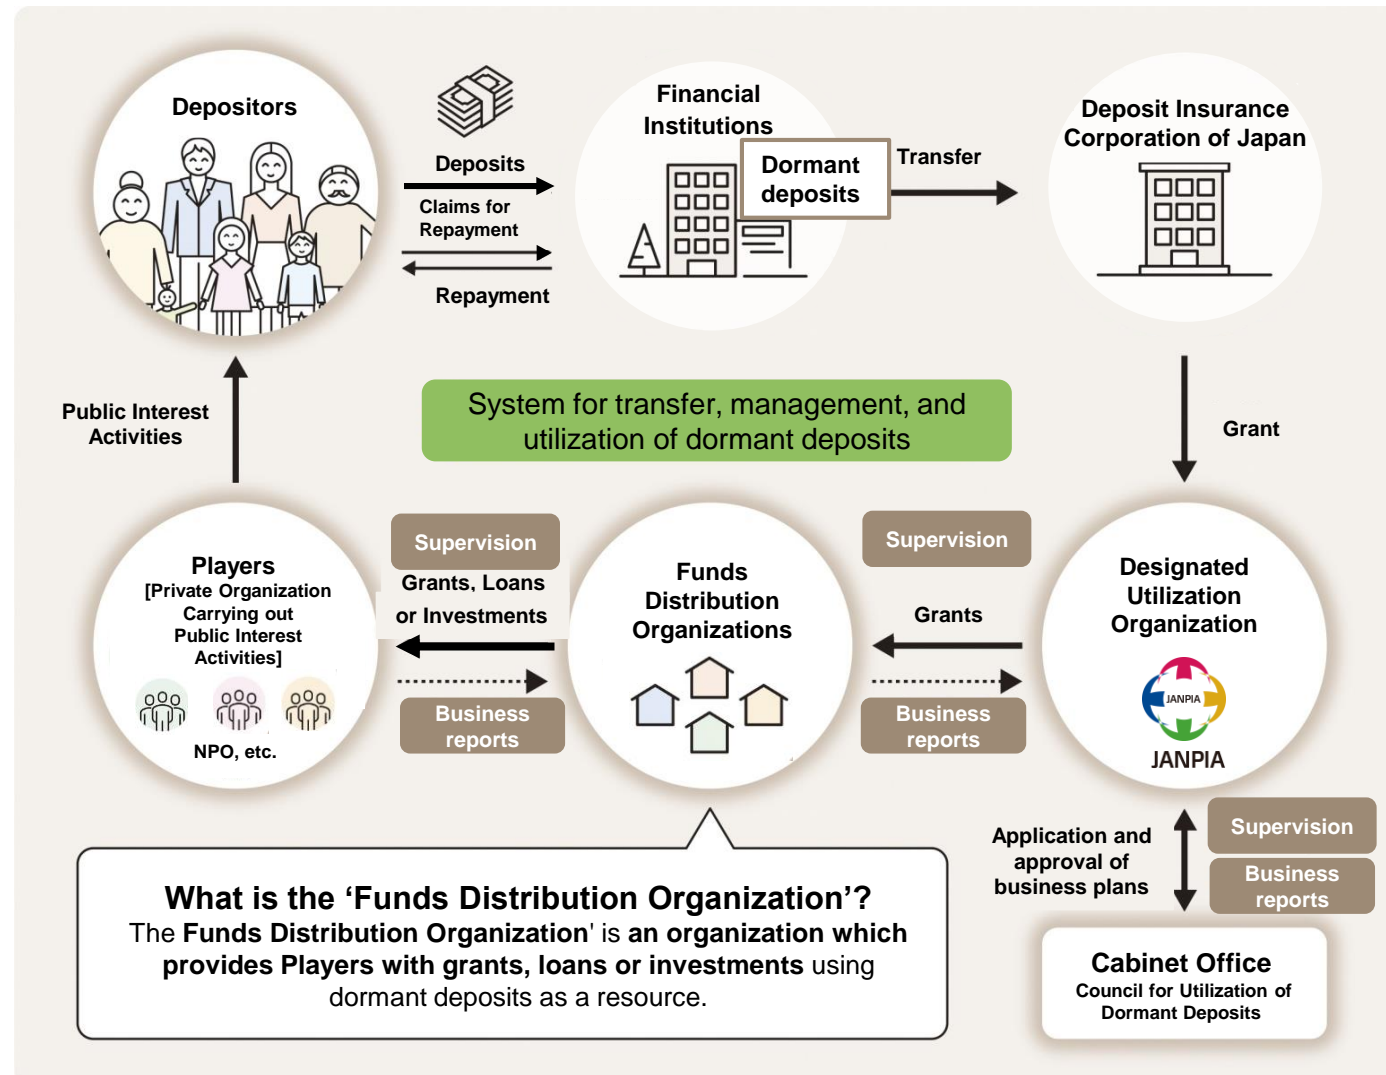 Depositors
Deposits
Claims for
Repayment
Repayment
Financial
Institutions
Dormant
deposits
Transfer
Deposit Insurance
Corporation of Japan
Public Interest
Activities
System for transfer, management, and
utilization of dormant deposits
Grant
Players
[Private Organization
Carrying out
Public Interest
Activities]
NPO, etc.
Supervision
Grants, Loans
or Investments
Business
reports
Funds
Distribution
Organizations
Supervision
Grants
Business
reports
Designated
Utilization
Organization
JANPIA
JANPIA
Application and
approval of
business plans
Supervision
Business
reports
What is the ‘Funds Distribution Organization’?
The Funds Distribution Organization' is an organization which
provides Players with grants, loans or investments using
dormant deposits as a resource.
Cabinet Office
Council for Utilization of
Dormant Deposits